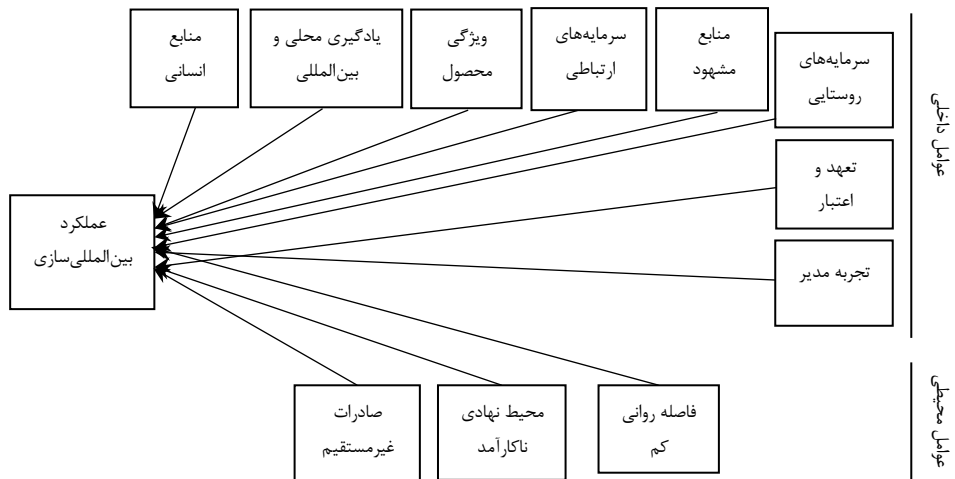 سرمایه‌های
روستایی
منابع
مشهود
سرمایه‌های
ارتباطی
ویژگی
محصول
یادگیری محلی و
بین‌المللی
منابع
انسانی
تعهد و
اعتبار
تجربه مدیر
عوامل داخلی
عملکرد
بین‌المللی‌سازی
فاصله روانی
کم
محیط نهادی
ناکارآمد
صادرات
غیرمستقیم
عوامل محیطی